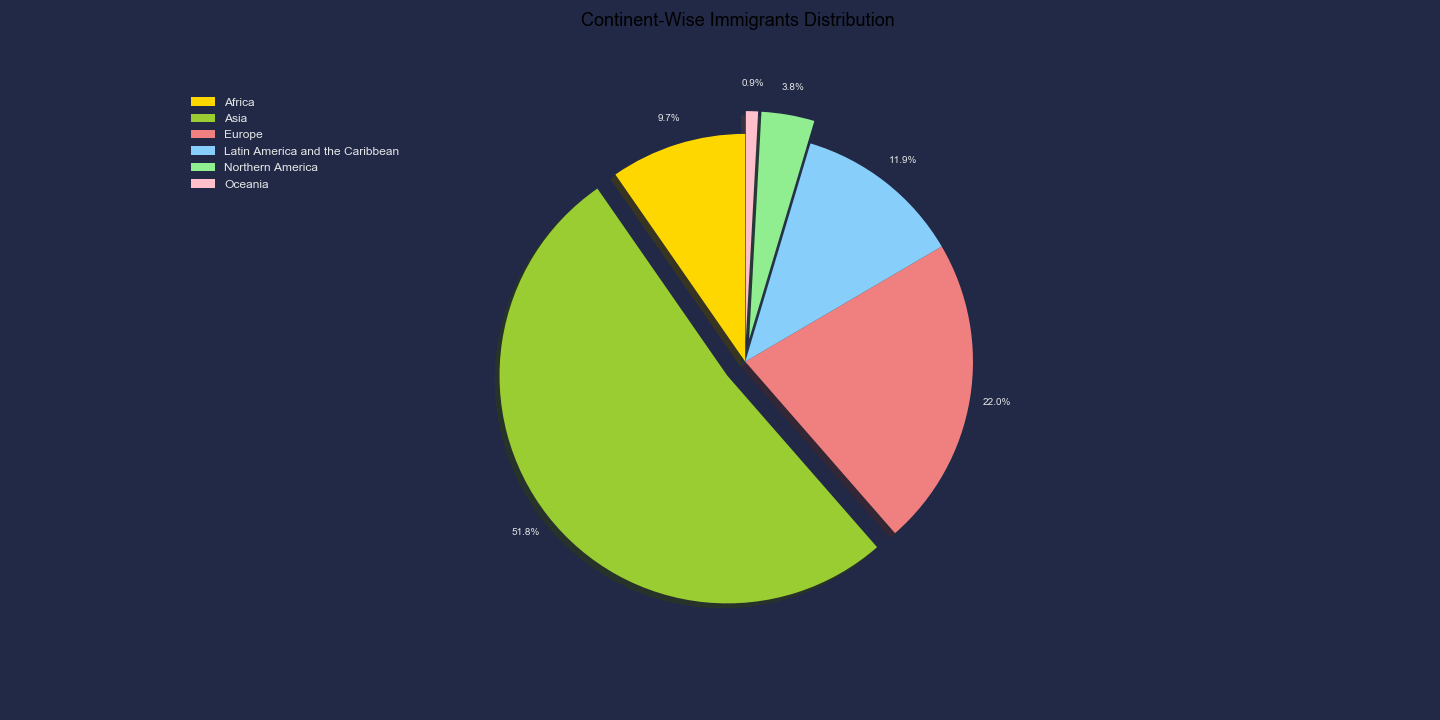 Continent-Wise Immigrants Distribution
Africa
Asia
Europe
Latin America and the Caribbean
Northern America
Oceania
0.9%
3.8%
9.7%
11.9%
22.0%
51.8%